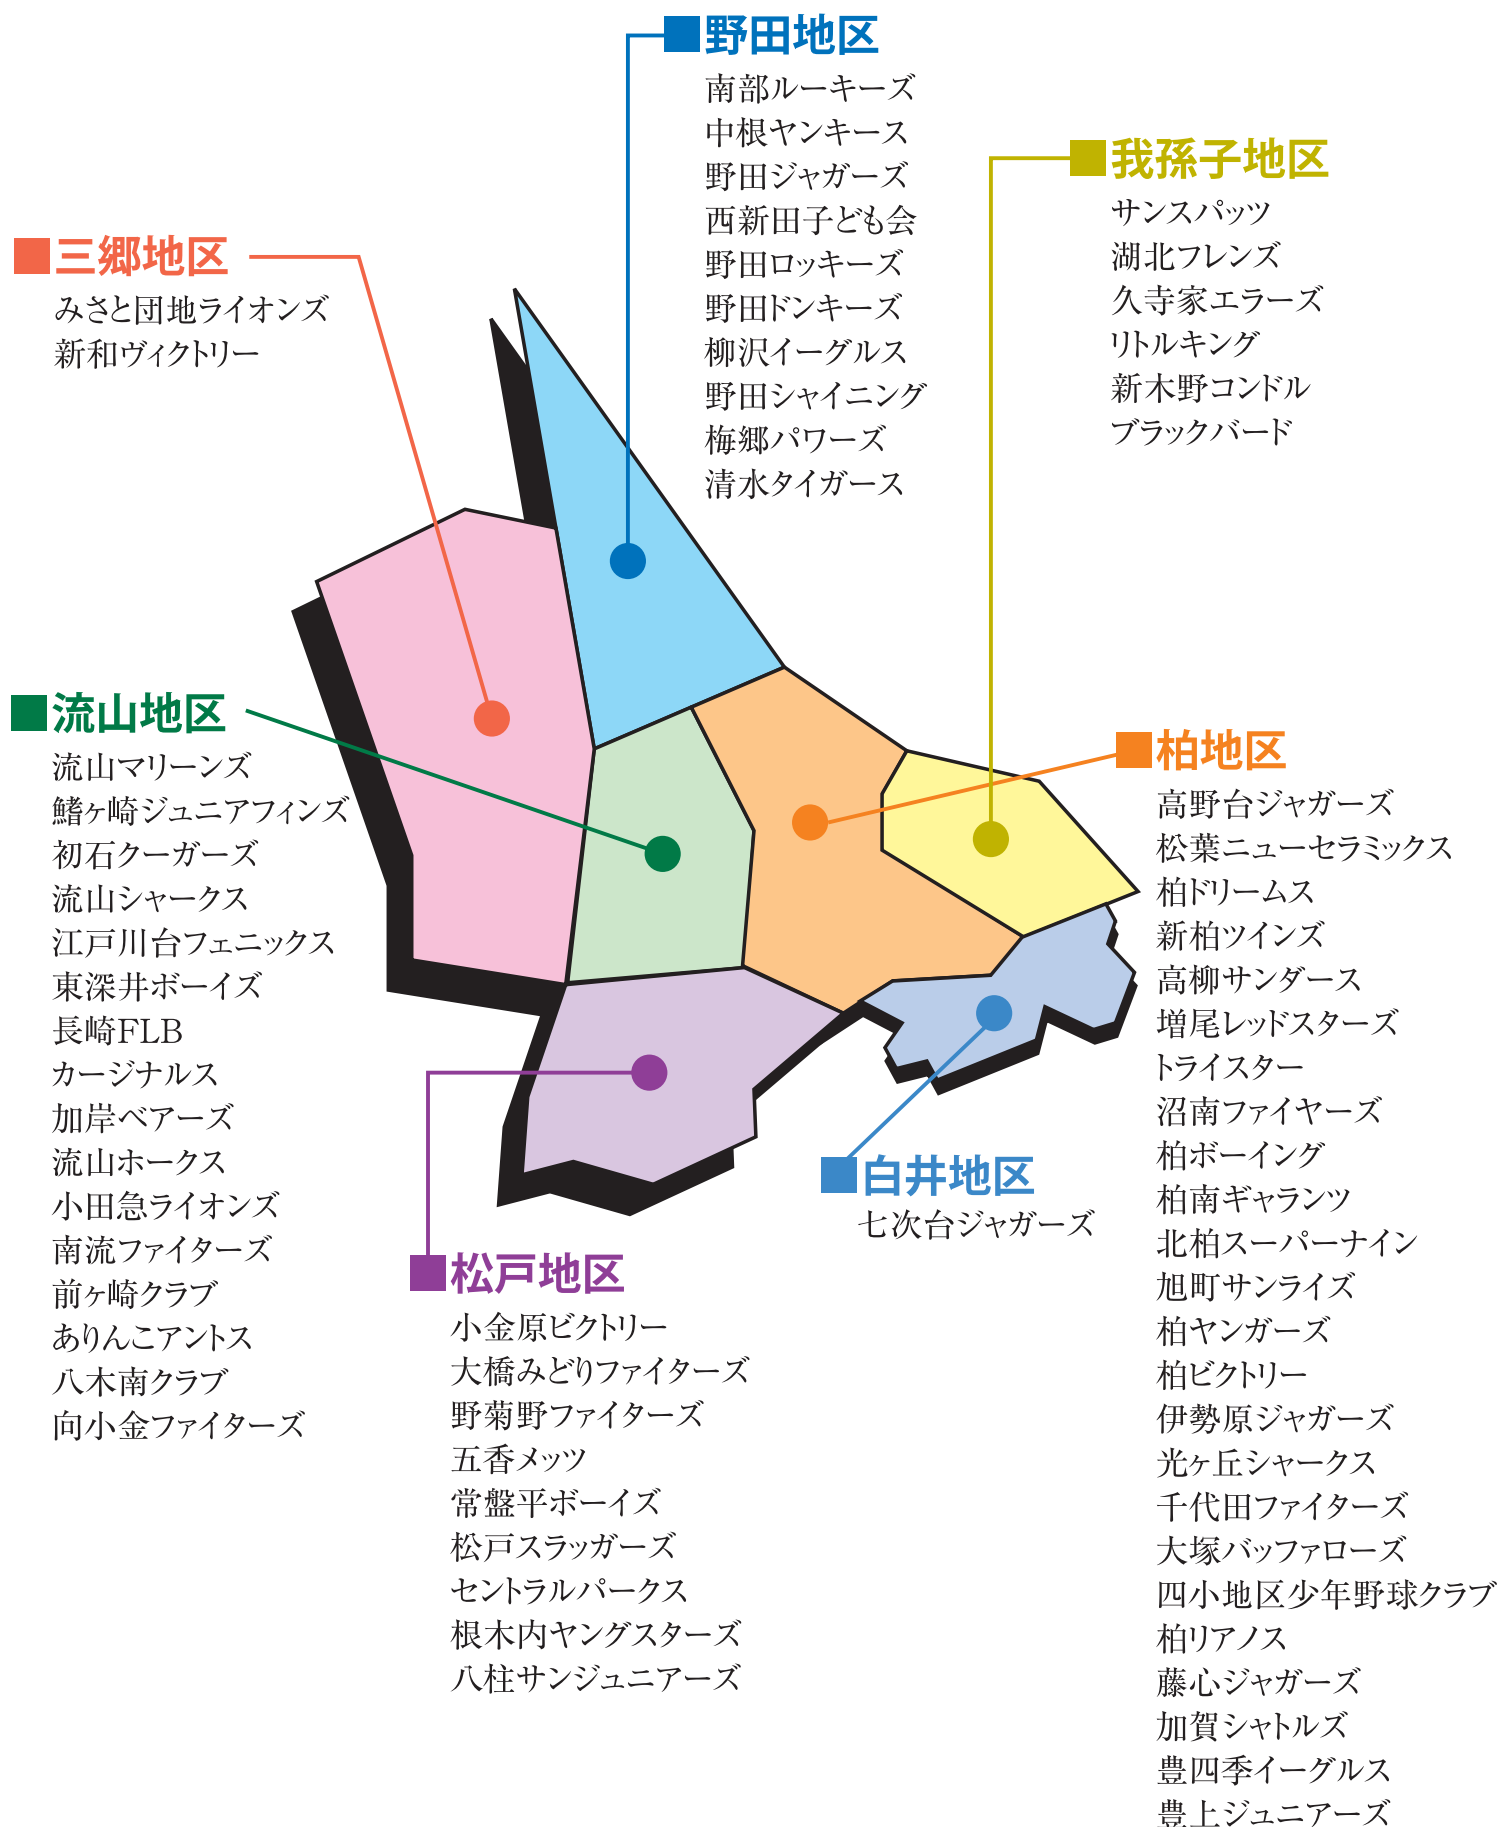 野田地区
南部ルーキーズ
中根ヤンキース
野田ジャガーズ
西新田子ども会
野田ロッキーズ
野田ドンキーズ
柳沢イーグルス
野田シャイニング
梅郷パワーズ
清水タイガース
我孫子地区
サンスパッツ
湖北フレンズ
久寺家エラーズ
リトルキング
新木野コンドル
ブラックバード
三郷地区
みさと団地ライオンズ
新和ヴィクトリー
流山地区
流山マリーンズ
鰭ヶ崎ジュニアフィンズ
初石クーガーズ
流山シャークス
江戸川台フェニックス
東深井ボーイズ
長崎FLB
カージナルス
加岸ベアーズ
流山ホークス
小田急ライオンズ
南流ファイターズ
前ヶ崎クラブ
ありんこアントス
八木南クラブ
向小金ファイターズ
柏地区
高野台ジャガーズ
松葉ニューセラミックス
柏ドリームス
新柏ツインズ
高柳サンダース
増尾レッドスターズ
トライスター
沼南ファイヤーズ
柏ボーイング
柏南ギャランツ
北柏スーパーナイン
旭町サンライズ
柏ヤンガーズ
柏ビクトリー
伊勢原ジャガーズ
光ヶ丘シャークス
千代田ファイターズ
大塚バッファローズ
四小地区少年野球クラブ
柏リアノス
藤心ジャガーズ
加賀シャトルズ
豊四季イーグルス
豊上ジュニアーズ
白井地区
七次台ジャガーズ
松戸地区
小金原ビクトリー
大橋みどりファイターズ
野菊野ファイターズ
五香メッツ
常盤平ボーイズ
松戸スラッガーズ
セントラルパークス
根木内ヤングスターズ
八柱サンジュニアーズ